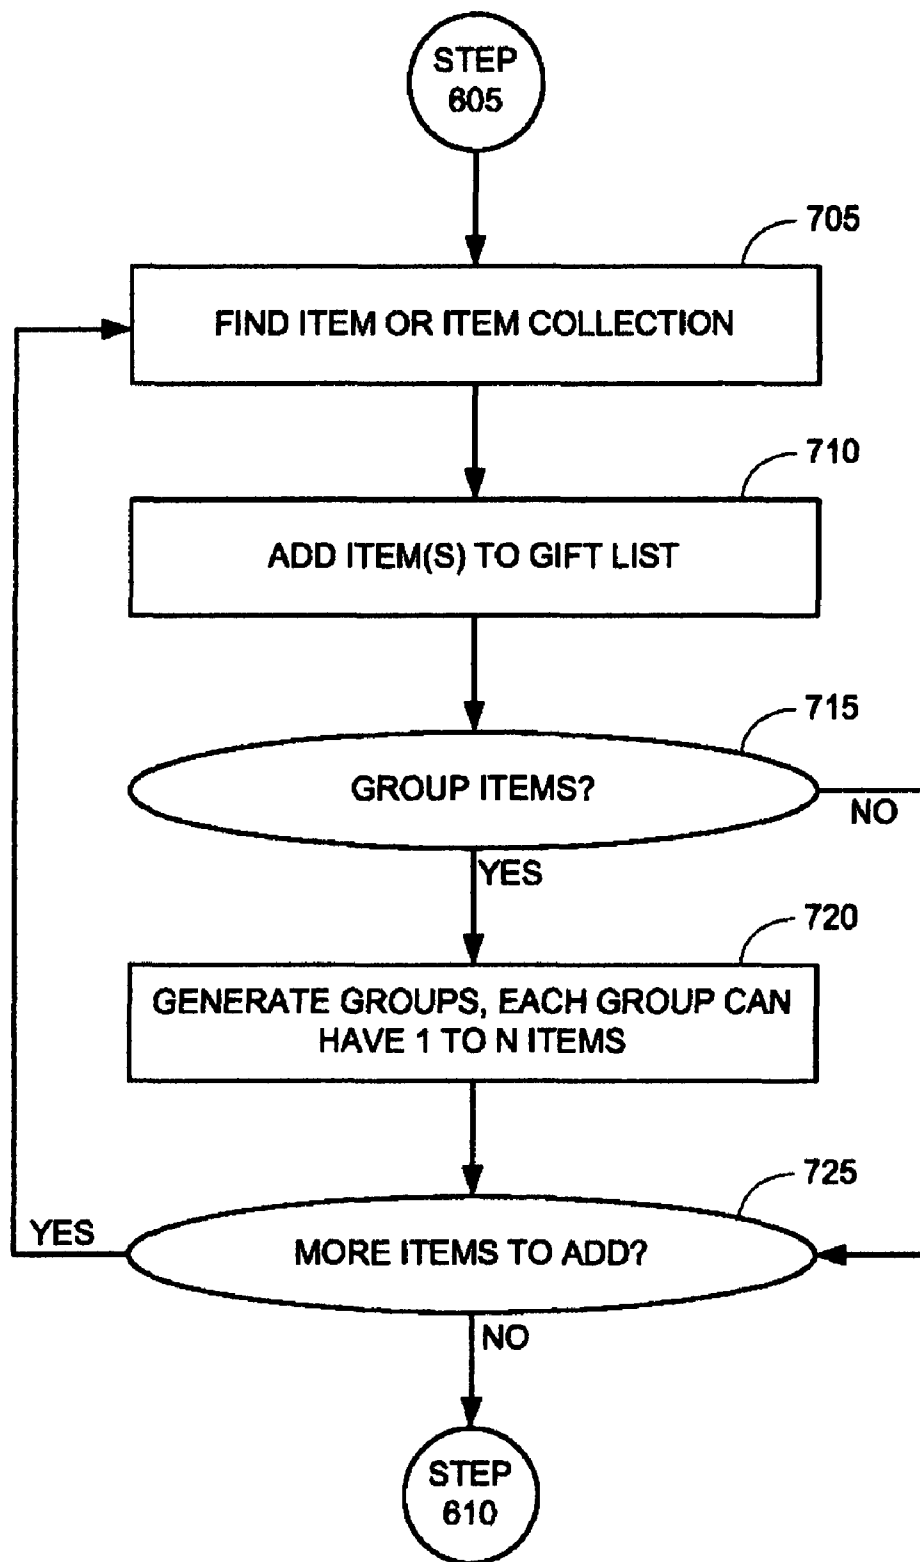 STEP
605
705
FIND ITEM OR ITEM COLLECTION
710
ADD ITEM(S) TO GIFT LIST
715
GROUP ITEMS?
NO
YES
720
GENERATE GROUPS, EACH GROUP CAN
HAVE 1 TO N ITEMS
725
YES
MORE ITEMS TO ADD?
NO
STEP
610